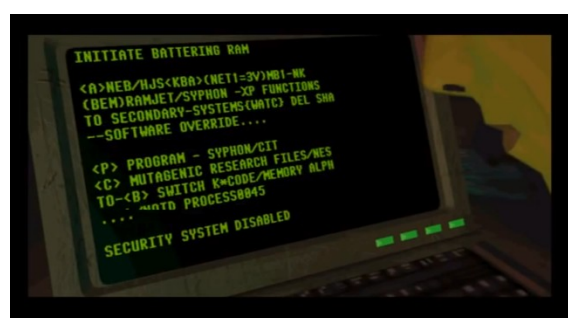 INITIATE BATTERING RAM
<A>NEB/HJS<KBA>(NET1=3V)MB1-NK
(BEM)RAMJET/SYPHON -XP FUNCTIONS
TO SECONDARY-SYSTEMS{WATC} DEL SHA
--SOFTWARE OVERRIDE....
<P> PROGRAM - SYPHON/CIT
<C> MUTAGENIC RESEARCH FILES/NES
TO-<B> SWITCH K=CODE/MEMORY ALPH
.... PROCESS0045
SECURITY SYSTEM DISABLED